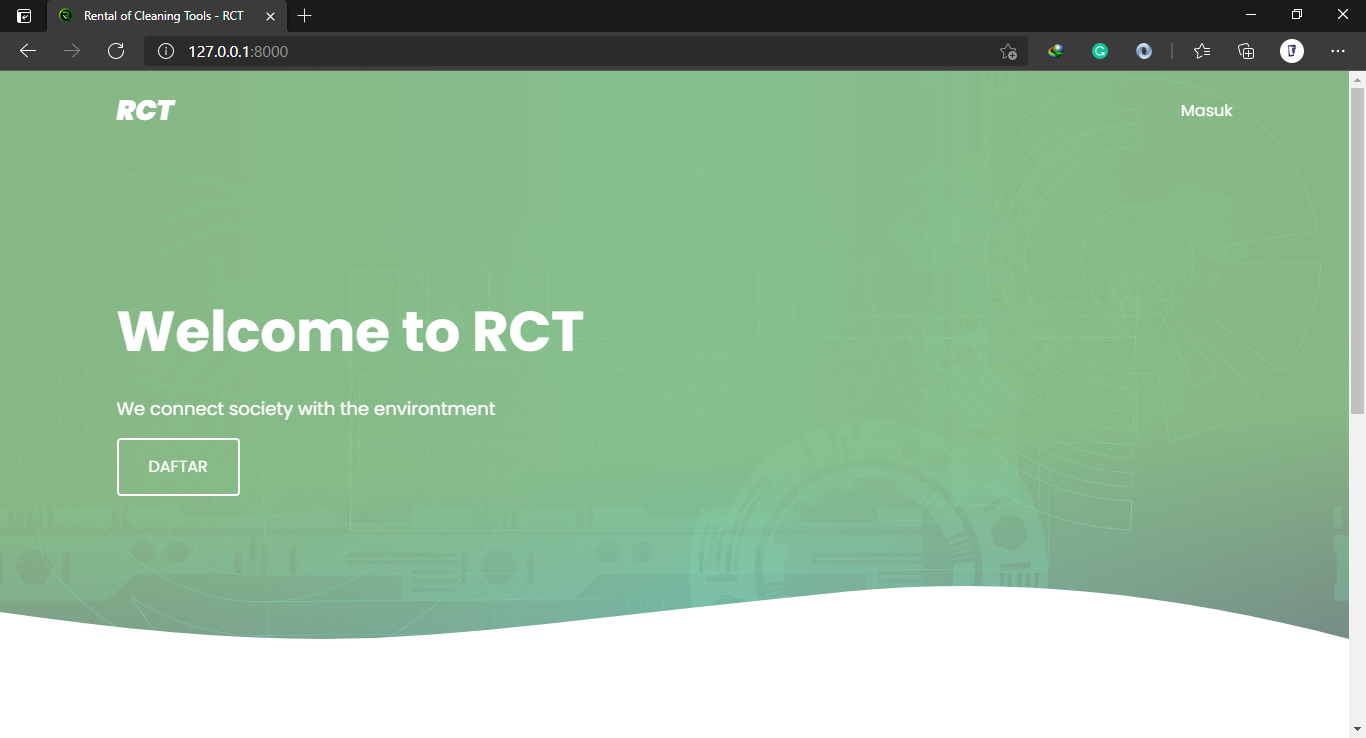 Rental of Cleaning Tools - RCT
127.0.0.1:8000
RCT
Masuk
Welcome to RCT
We connect society with the environtment
DAFTAR